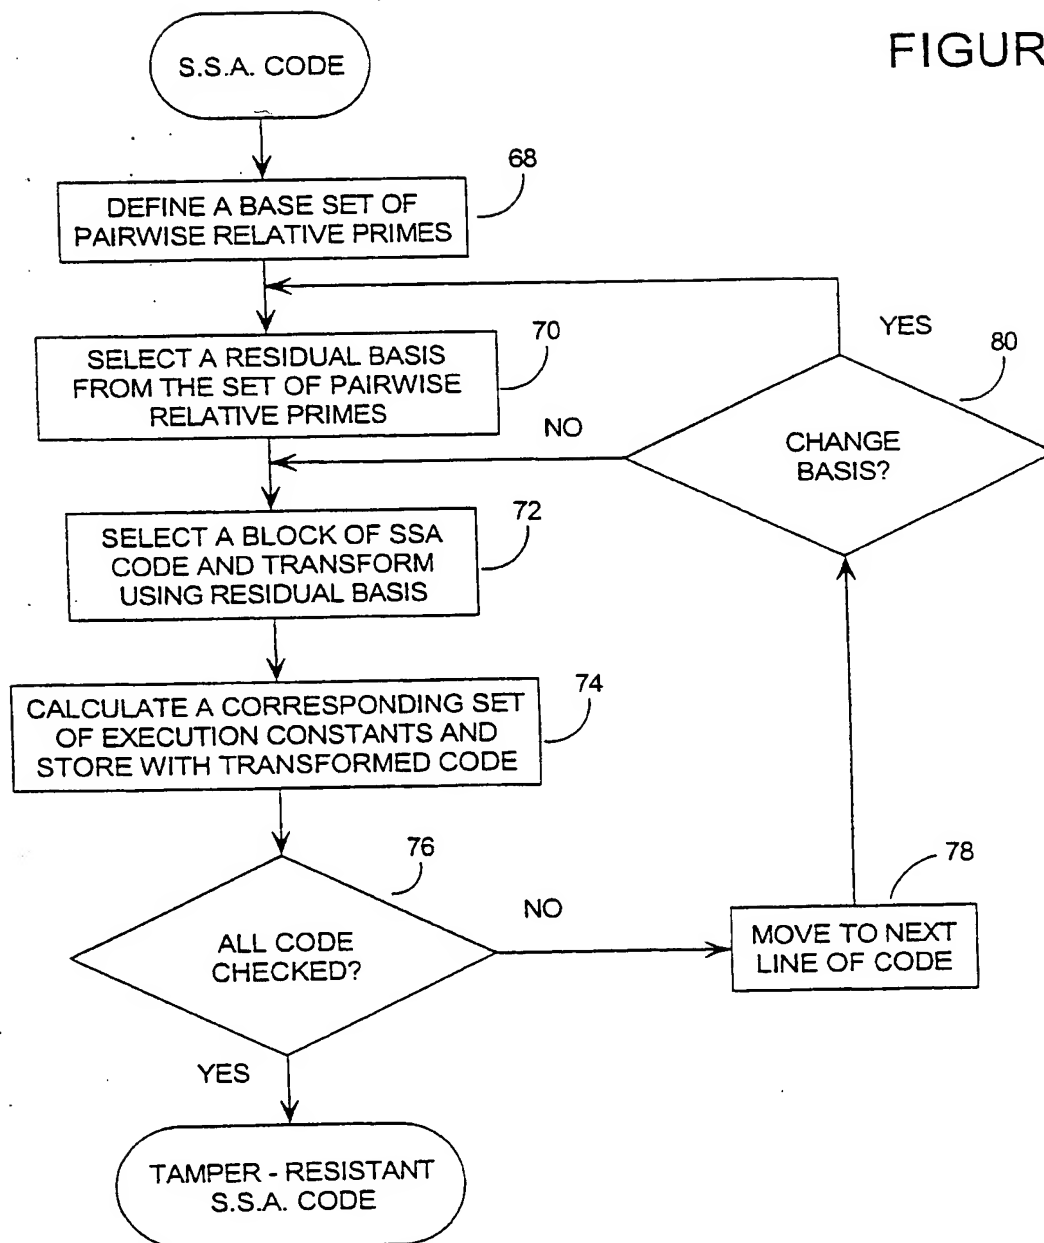 FIGUR
S.S.A. CODE
68
DEFINE A BASE SET OF
PAIRWISE RELATIVE PRIMES
YES
80
70
SELECT A RESIDUAL BASIS
FROM THE SET OF PAIRWISE
RELATIVE PRIMES
NO
CHANGE
BASIS?
72
SELECT A BLOCK OF SSA
CODE AND TRANSFORM
USING RESIDUAL BASIS
74
CALCULATE A CORRESPONDING SET
OF EXECUTION CONSTANTS AND
STORE WITH TRANSFORMED CODE
76
78
NO
ALL CODE
CHECKED?
MOVE TO NEXT
LINE OF CODE
YES
TAMPER - RESISTANT
S.S.A. CODE